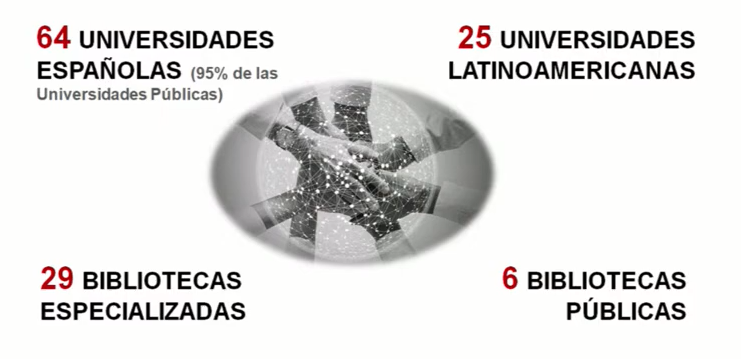 64 UNIVERSIDADES
ESPAÑOLAS (95% de las
Universidades Públicas)
25 UNIVERSIDADES
LATINOAMERICANAS
29 BIBLIOTECAS
ESPECIALIZADAS
6 BIBLIOTECAS
PÚBLICAS